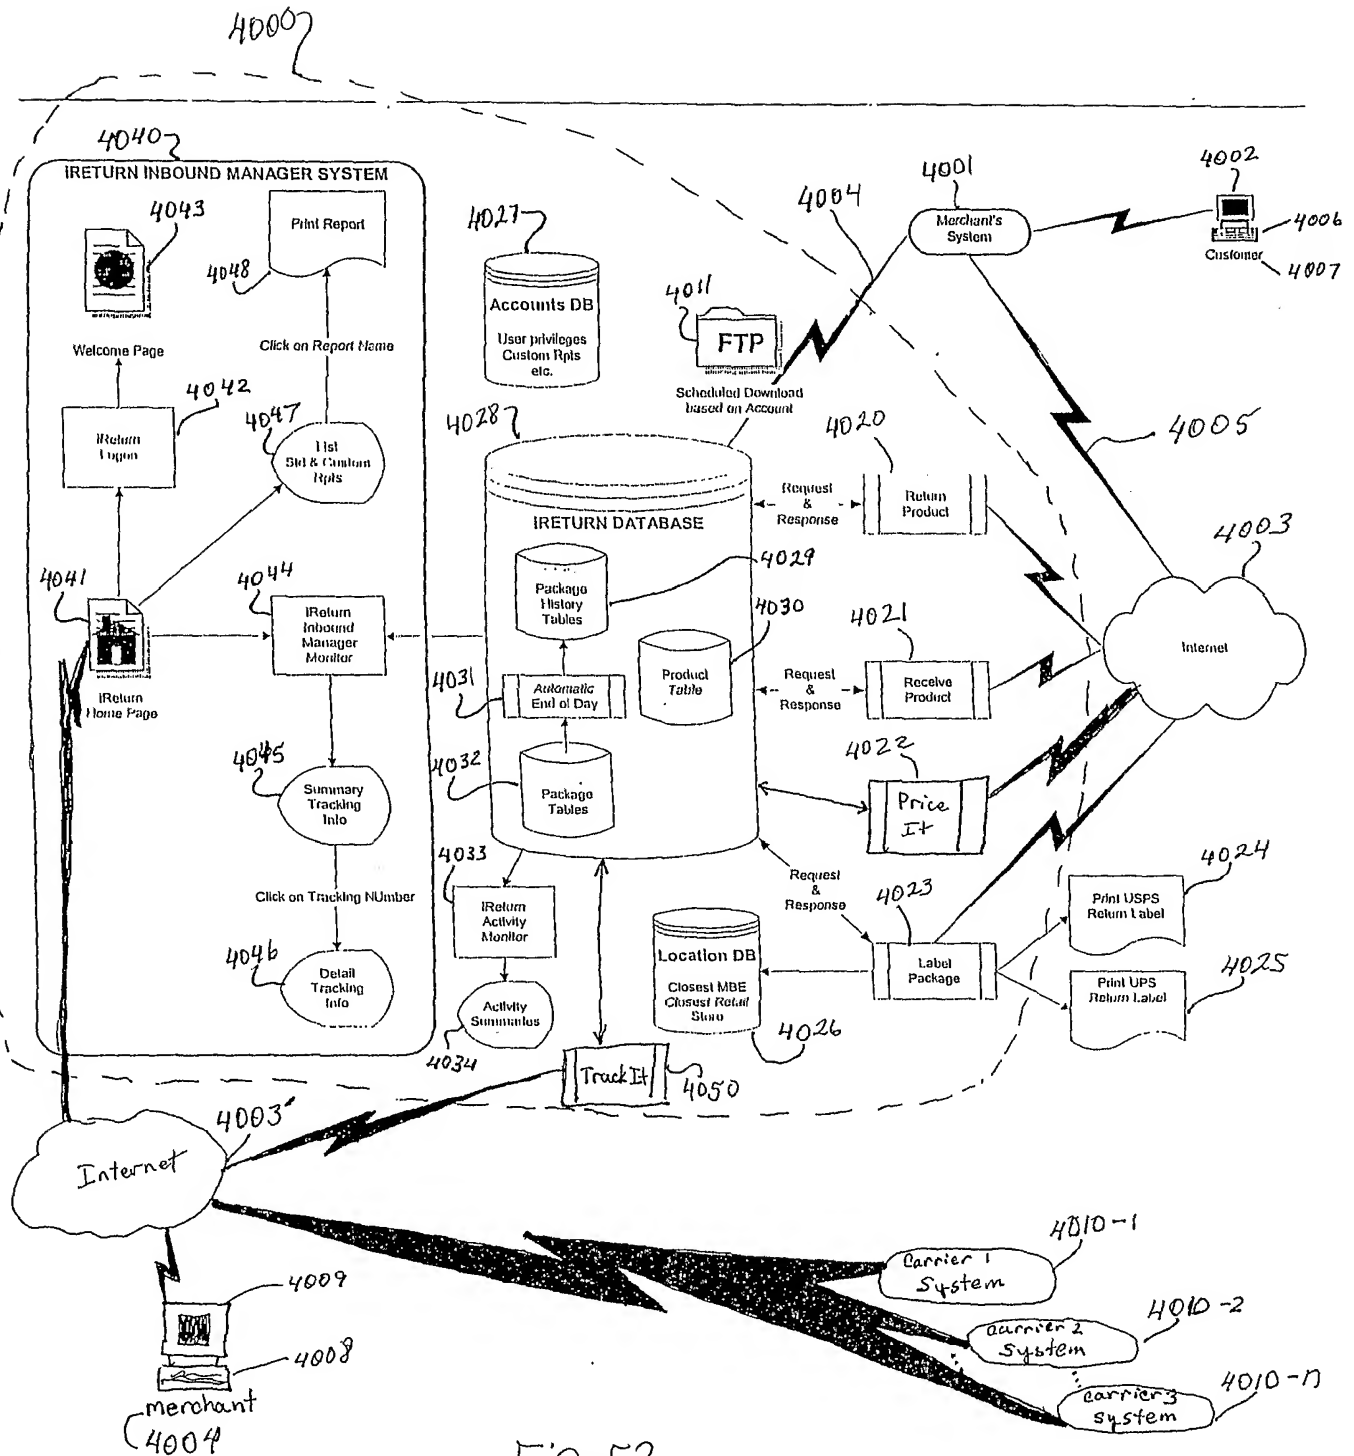 4000
4040
IRETURN INBOUND MANAGER SYSTEM
4043
Welcome Page
Print Report
4048
Click on Report Name
4042
IReturn
Logon
4047
List
Std & Custom
Rpts
4041
IReturn
Home Page
4044
IReturn
Inbound
Manager
Monitor
4045
Summary
Tracking
Info
Click on Tracking NUmber
4046
Detail
Tracking
Info
4027
Accounts DB
User privileges
Custom Rpts
etc.
4011
FTP
Scheduled Download
based on Account
4004
4001
Merchant's
System
4002
4006
Customer
4007
4005
4003
Internet
4028
IRETURN DATABASE
4029
Package
History
Tables
4030
Product
Table
4031
Automatic
End of Day
4032
Package
Tables
4020
Request
&
Response
Return
Product
4021
Request
&
Response
Receive
Product
4022
Price
It
Request
&
Response
4023
Label
Package
4024
Print USPS
Return Label
4025
Print UPS
Return Label
4033
IReturn
Activity
Monitor
4034
Activity
Summaries
Location DB
Closest MBE
Closest Retail
Store
4026
TrackIt
4050
4003'
Internet
4009
4008
merchant
4004
4010-1
Carrier 1
System
4010-2
Carrier 2
System
4010-n
Carrier 3
System
Fig. 52